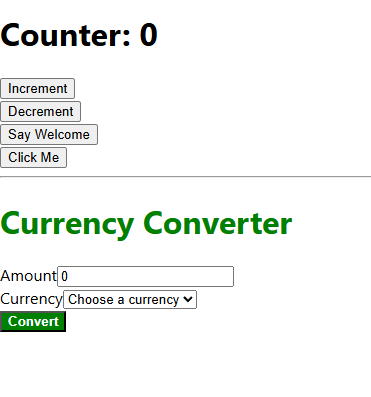 Counter: 0
Increment
Decrement
Say Welcome
Click Me
Currency Converter
Amount 0
Currency Choose a currency
Convert